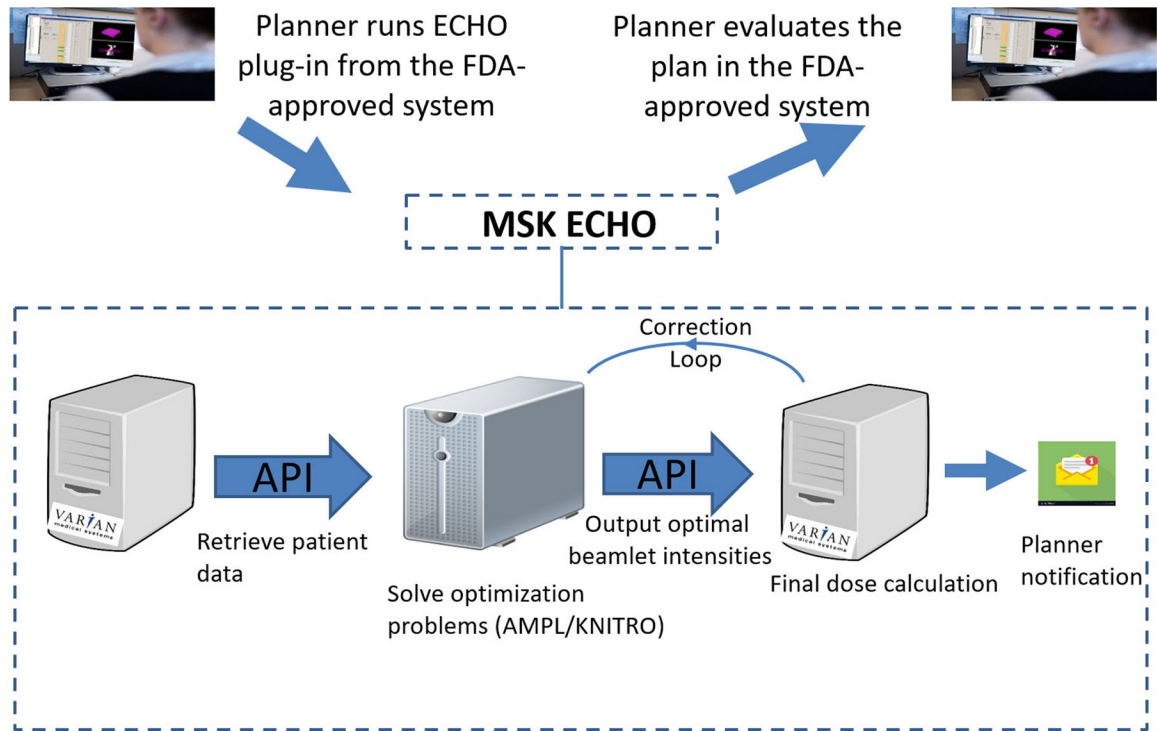 Planner runs ECHO
plug-in from the FDA-
approved system
Planner evaluates the
plan in the FDA-
approved system
MSK ECHO
Correction
Loop
API
API
VARIAN
medical systems
VARIAN
medical systems
Retrieve patient
data
Output optimal
beamlet intensities
Solve optimization
problems (AMPL/KNITRO)
Final dose calculation
1
Planner
notification